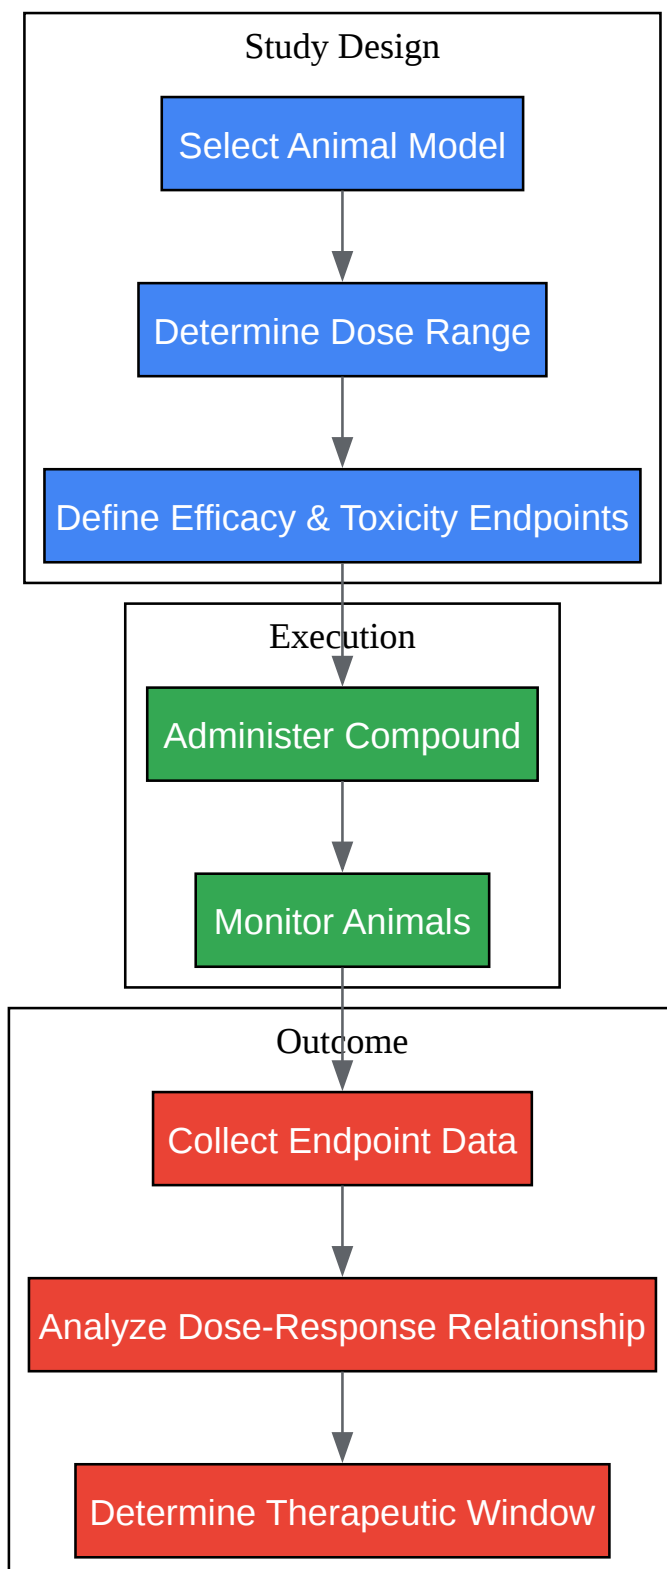 Study Design
Select Animal Model
Determine Dose Range
Define Efficacy & Toxicity Endpoints
Execution
Administer Compound
Monitor Animals
Outcome
Collect Endpoint Data
Analyze Dose-Response Relationship
Determine Therapeutic Window